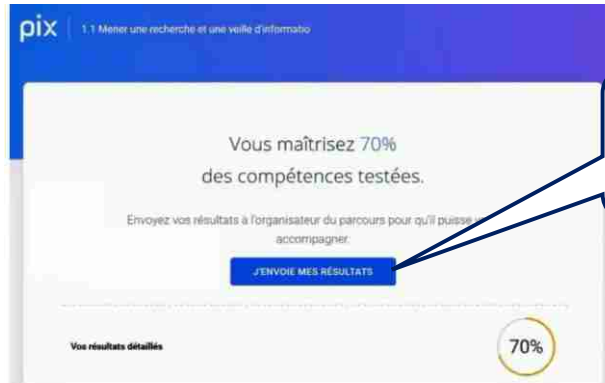 pix
1.1 Mener une recherche et une veille d'informatio
Vous maîtrisez 70%
des compétences testées.
Envoyez vos résultats à l'organisateur du parcours pour qu'il puisse
accompagner.
J'ENVOIE MES RÉSULTATS
Vos résultats détaillés
70%